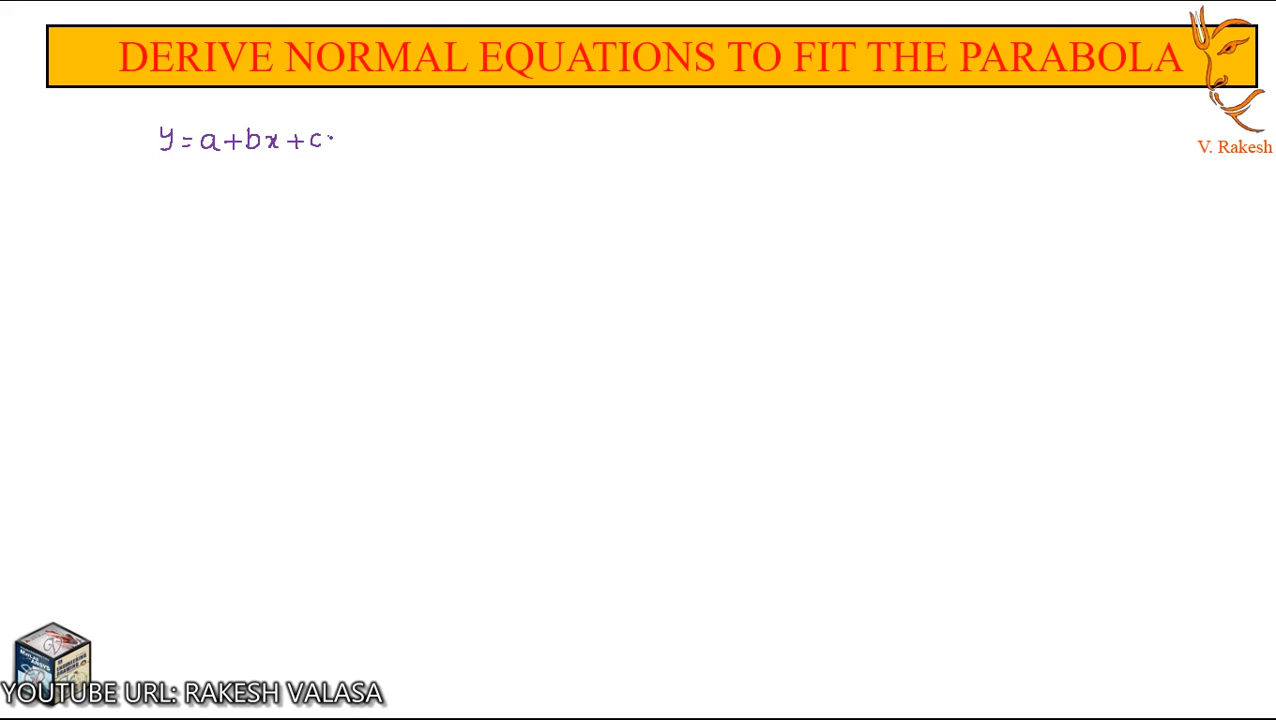 DERIVE NORMAL EQUATIONS TO FIT THE PARABOLA
V. Rakesh
y = a + bx + c
YOUTUBE URL: RAKESH VALASA